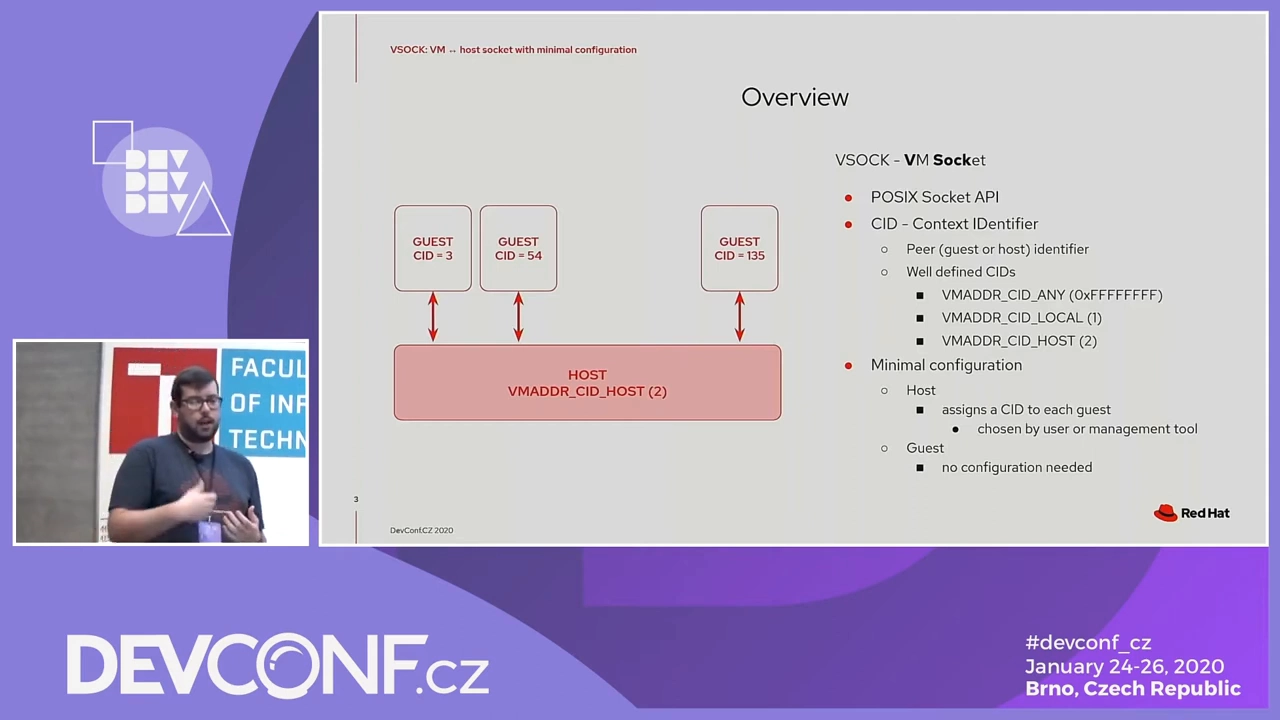 VSOCK: VM ↔ host socket with minimal configuration
Overview
GUEST
CID = 3
GUEST
CID = 54
GUEST
CID = 135
HOST
VMADDR_CID_HOST (2)
VSOCK - VM Socket
POSIX Socket API
CID - Context IDentifier
Peer (guest or host) identifier
Well defined CIDs
VMADDR_CID_ANY (0xFFFFFFFF)
VMADDR_CID_LOCAL (1)
VMADDR_CID_HOST (2)
Minimal configuration
Host
assigns a CID to each guest
chosen by user or management tool
Guest
no configuration needed
3
DevConf.CZ 2020
Red Hat
DEV
DEV
DEV
FACUL
OF INF
TECHN
DEVCONF.cz
#devconf_cz
January 24-26, 2020
Brno, Czech Republic